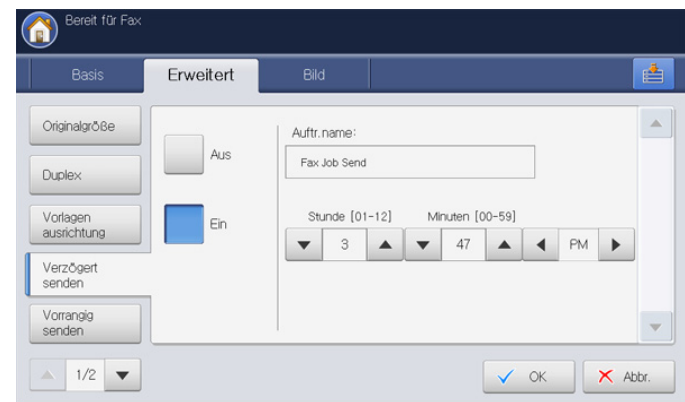 Bereit für Fax
Basis
Erweitert
Bild
Originalgröße
Duplex
Vorlagen
ausrichtung
Verzögert
senden
Vorrangig
senden
1/2
Aus
Ein
Auftr.name:
Fax Job Send
Stunde [01-12] Minuten [00-59]
3 47 PM
OK
Abbr.